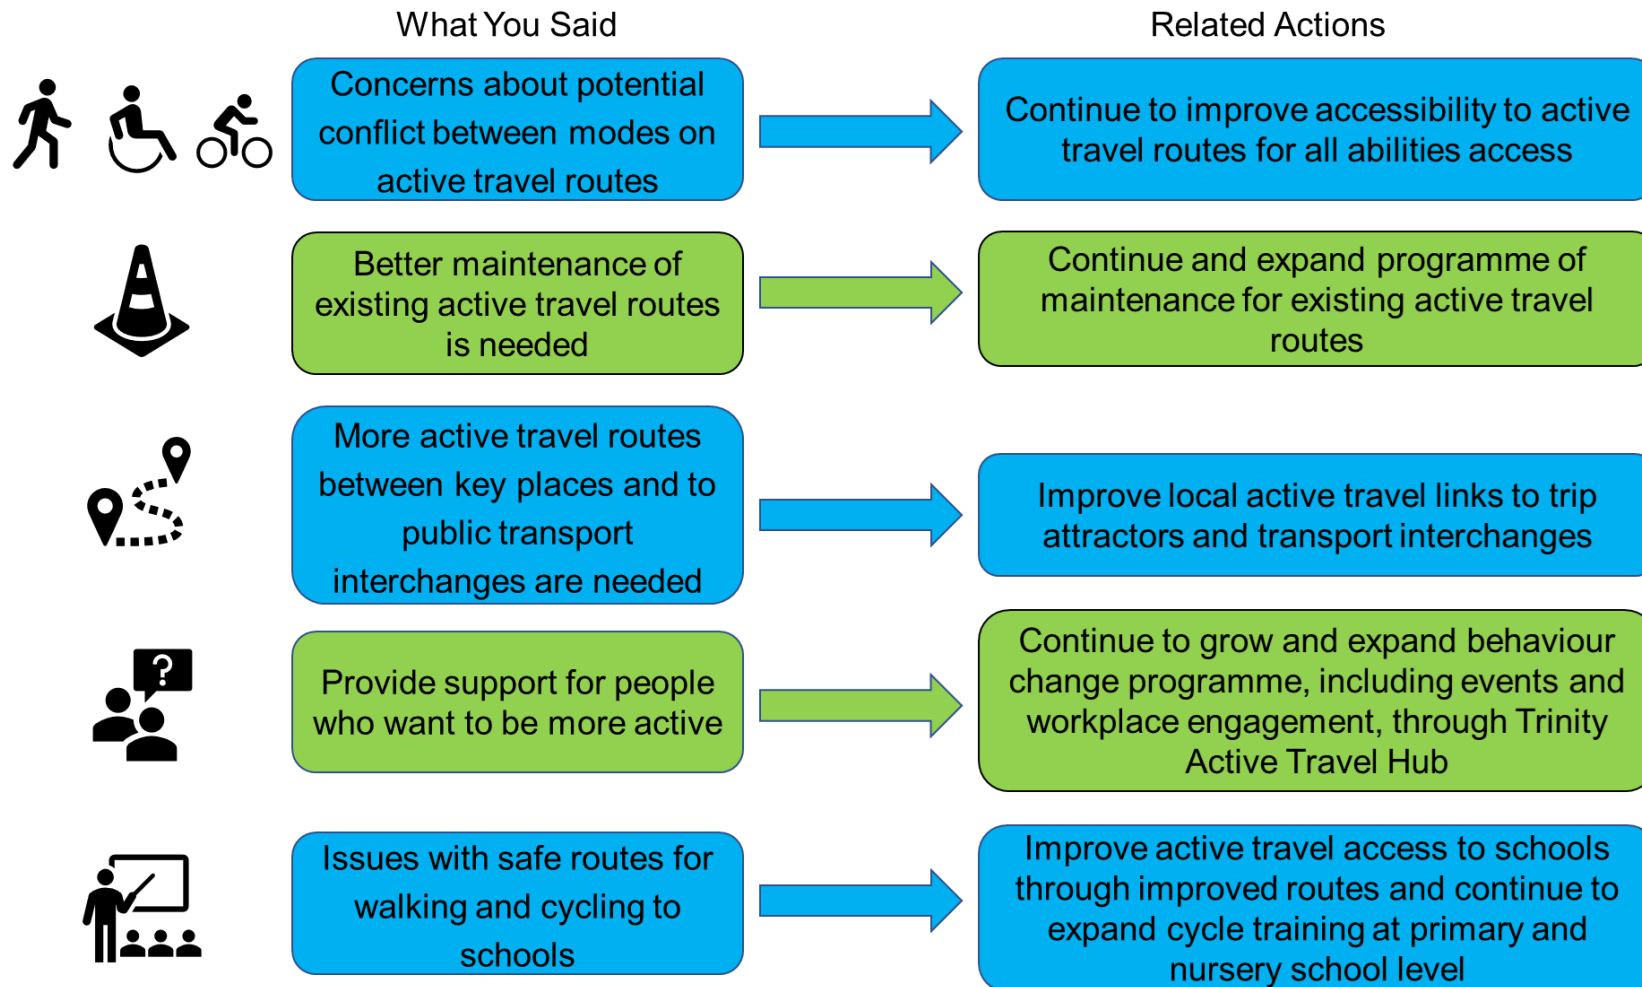 What You Said
Related Actions
Concerns about potential
conflict between modes on
active travel routes
Continue to improve accessibility to active
travel routes for all abilities access
Better maintenance of
existing active travel routes
is needed
Continue and expand programme of
maintenance for existing active travel
routes
More active travel routes
between key places and to
public transport
interchanges are needed
Improve local active travel links to trip
attractors and transport interchanges
?
Provide support for people
who want to be more active
Continue to grow and expand behaviour
change programme, including events and
workplace engagement, through Trinity
Active Travel Hub
Issues with safe routes for
walking and cycling to
schools
Improve active travel access to schools
through improved routes and continue to
expand cycle training at primary and
nursery school level